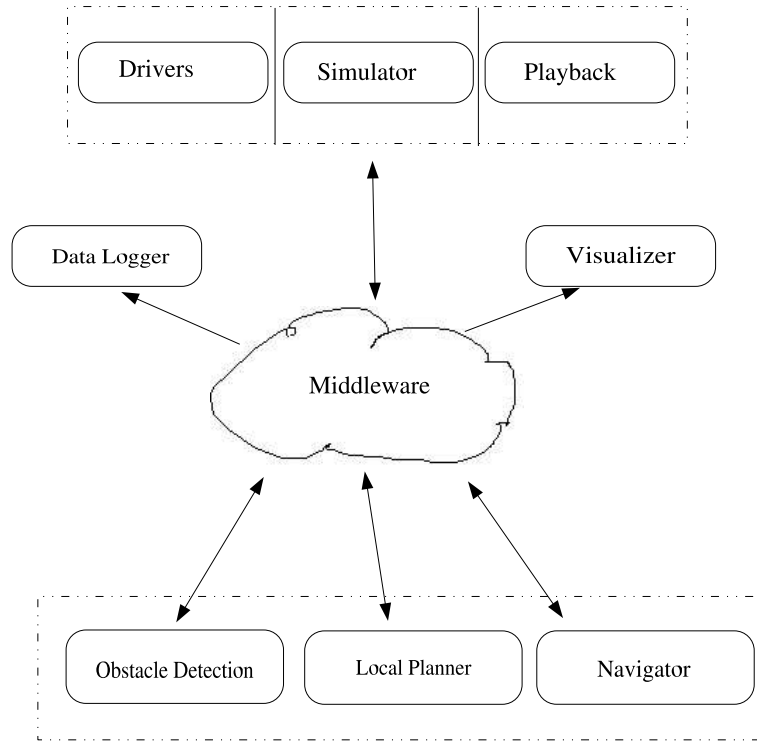 Drivers
Simulator
Playback
Data Logger
Visualizer
Middleware
Obstacle Detection
Local Planner
Navigator